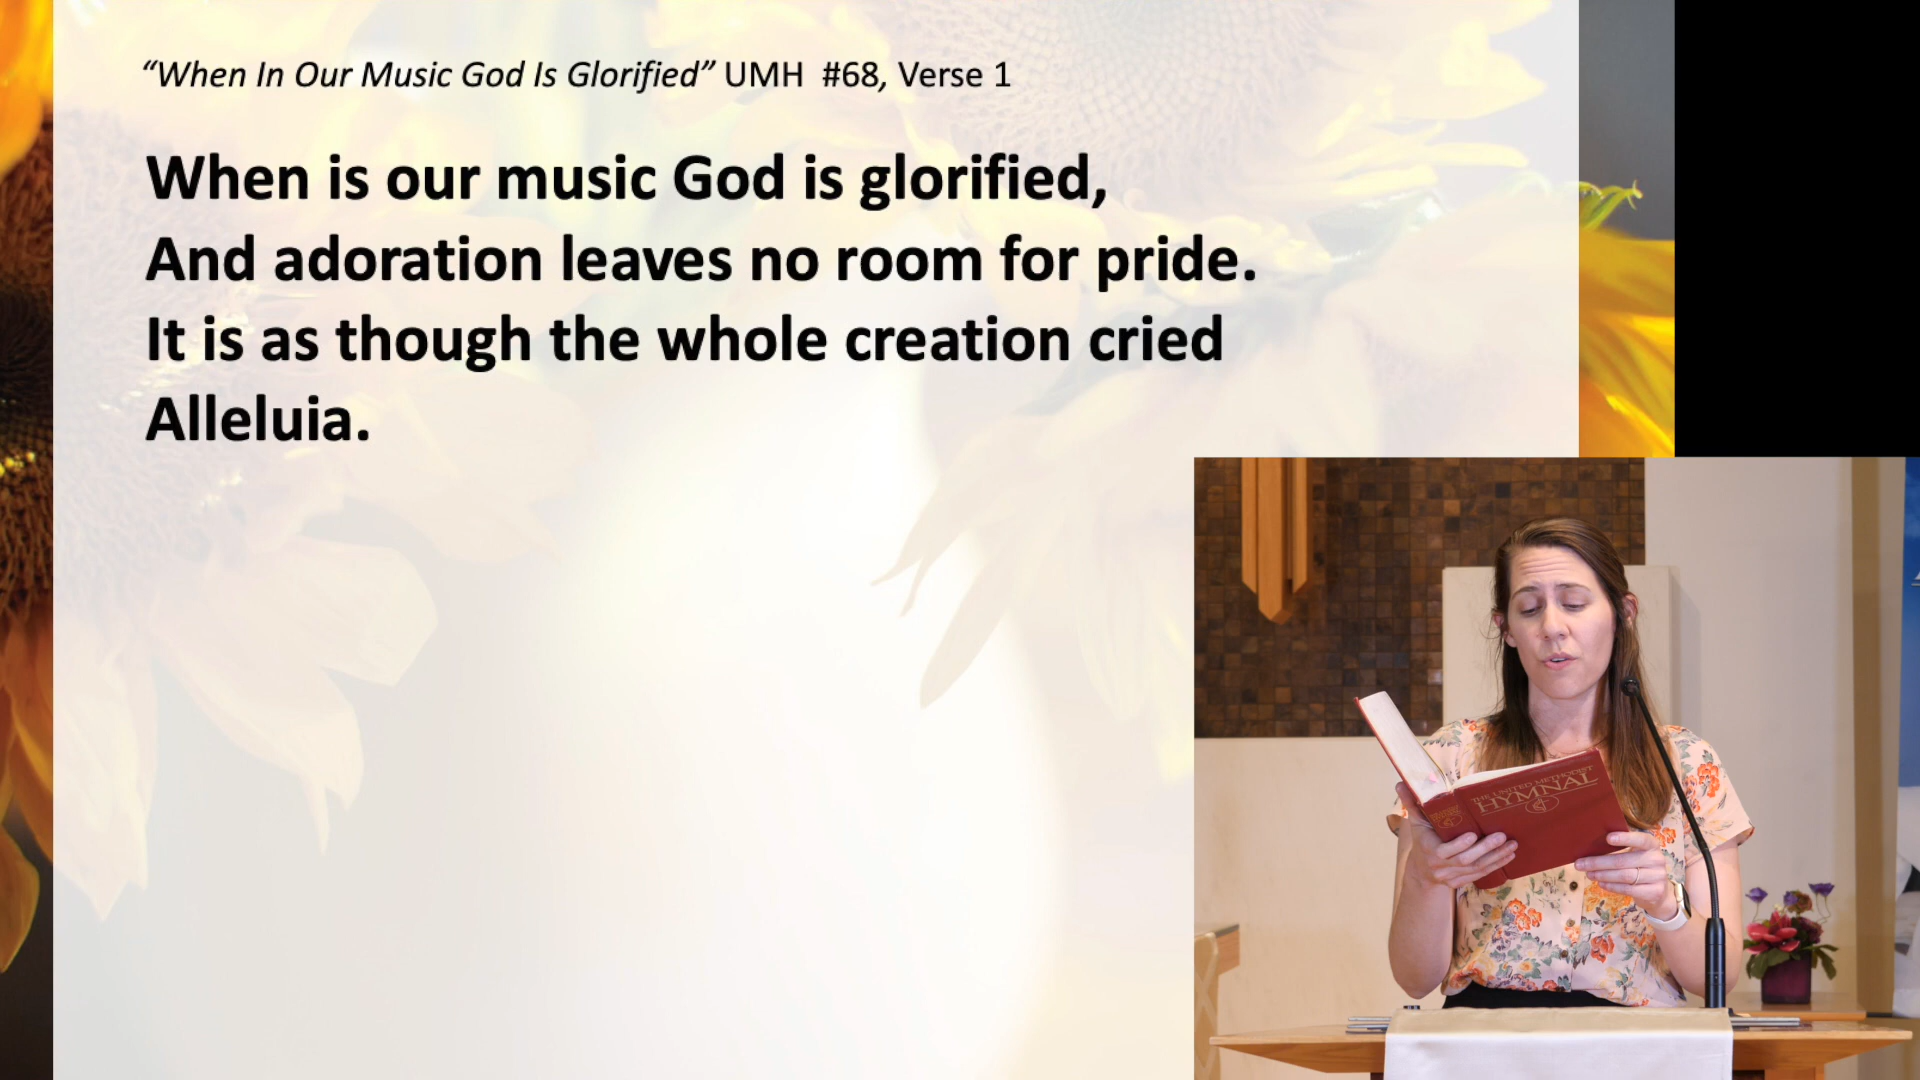 “When In Our Music God Is Glorified” UMH #68, Verse 1
When is our music God is glorified,
And adoration leaves no room for pride.
It is as though the whole creation cried
Alleluia.
THE UNITED METHODIST
HYMNAL